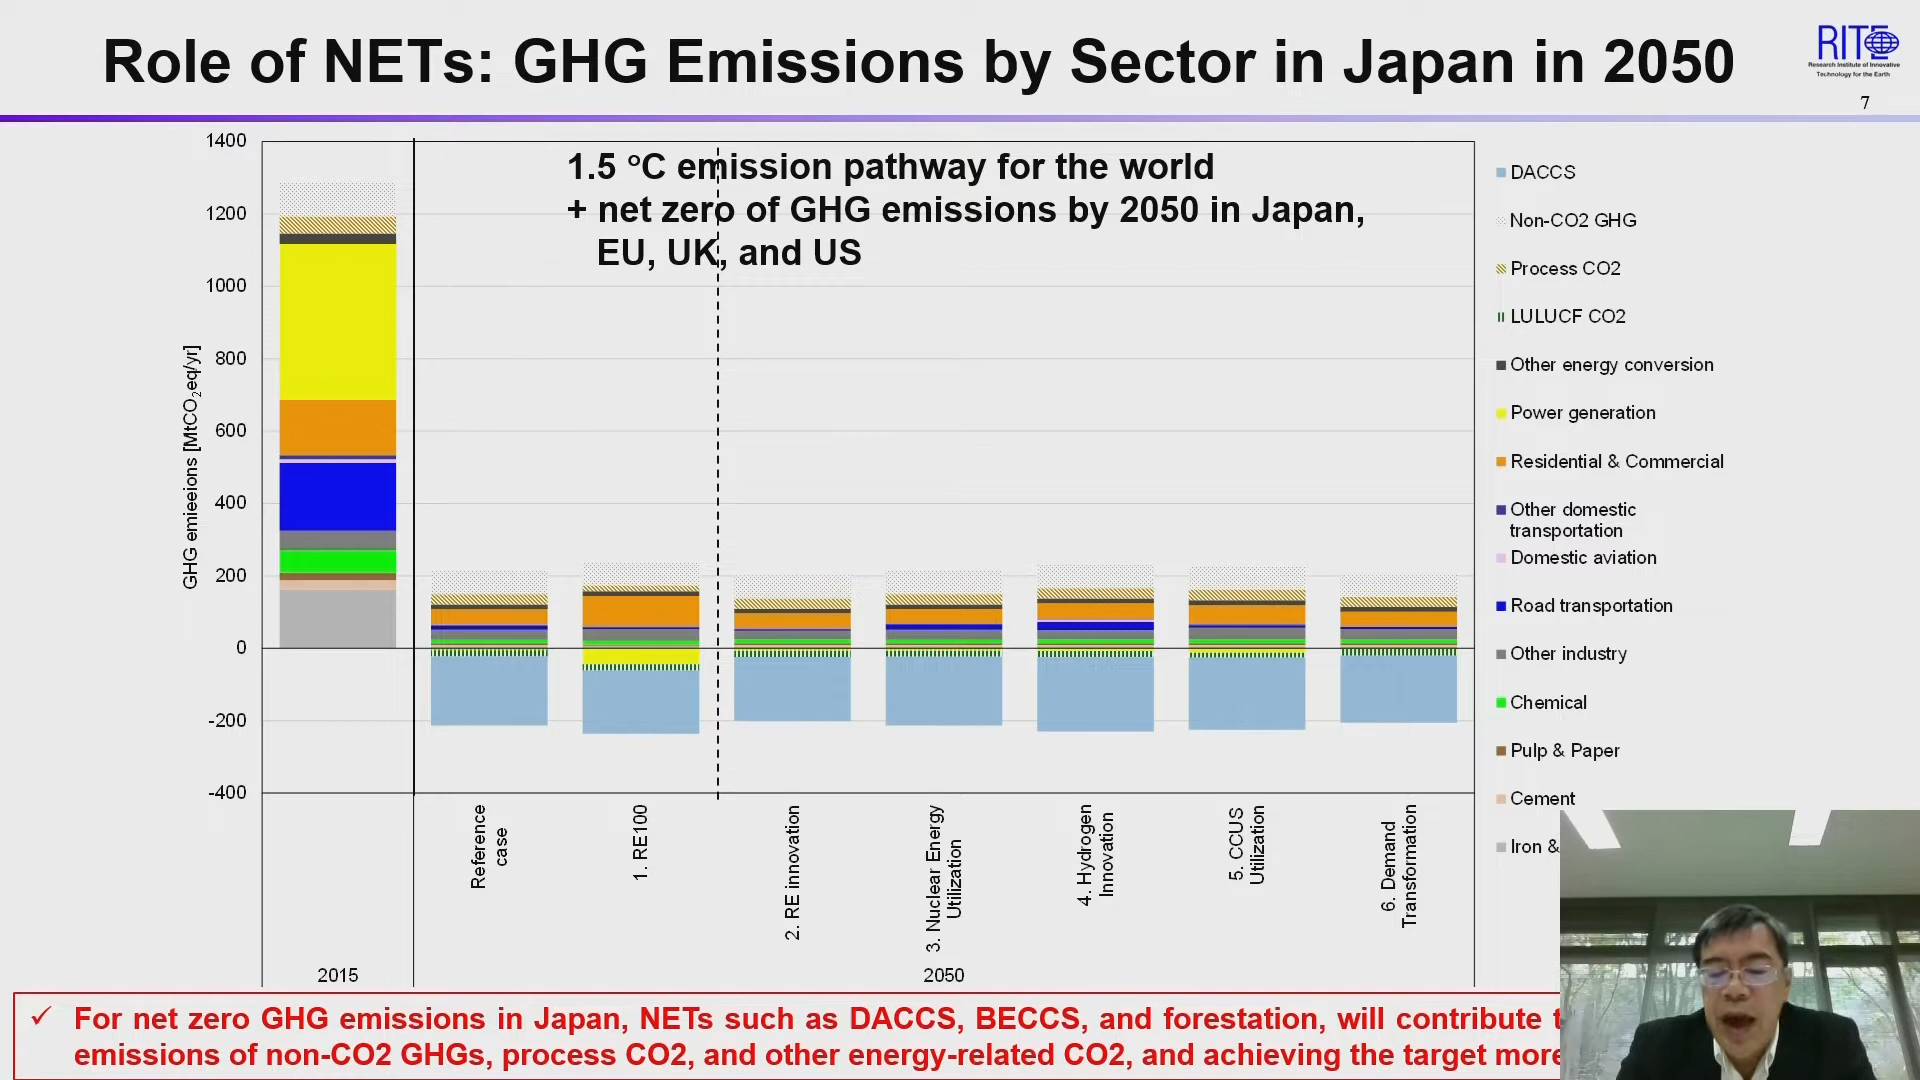 Role of NETs: GHG Emissions by Sector in Japan in 2050
RITE
Research Institute of Innovative
Technology for the Earth
7
1400
1200
1000
800
600
400
200
0
-200
-400
GHG emieeions [MtCO2eq/yr]
1.5 °C emission pathway for the world
+ net zero of GHG emissions by 2050 in Japan,
EU, UK, and US
DACCS
Non-CO2 GHG
Process CO2
LULUCF CO2
Other energy conversion
Power generation
Residential & Commercial
Other domestic
transportation
Domestic aviation
Road transportation
Other industry
Chemical
Pulp & Paper
Cement
Iron &
Reference
case
1. RE100
2. RE innovation
3. Nuclear Energy
Utilization
4. Hydrogen
Innovation
5. CCUS
Utilization
6. Demand
Transformation
2015
2050
✓ For net zero GHG emissions in Japan, NETs such as DACCS, BECCS, and forestation, will contribute
emissions of non-CO2 GHGs, process CO2, and other energy-related CO2, and achieving the target more